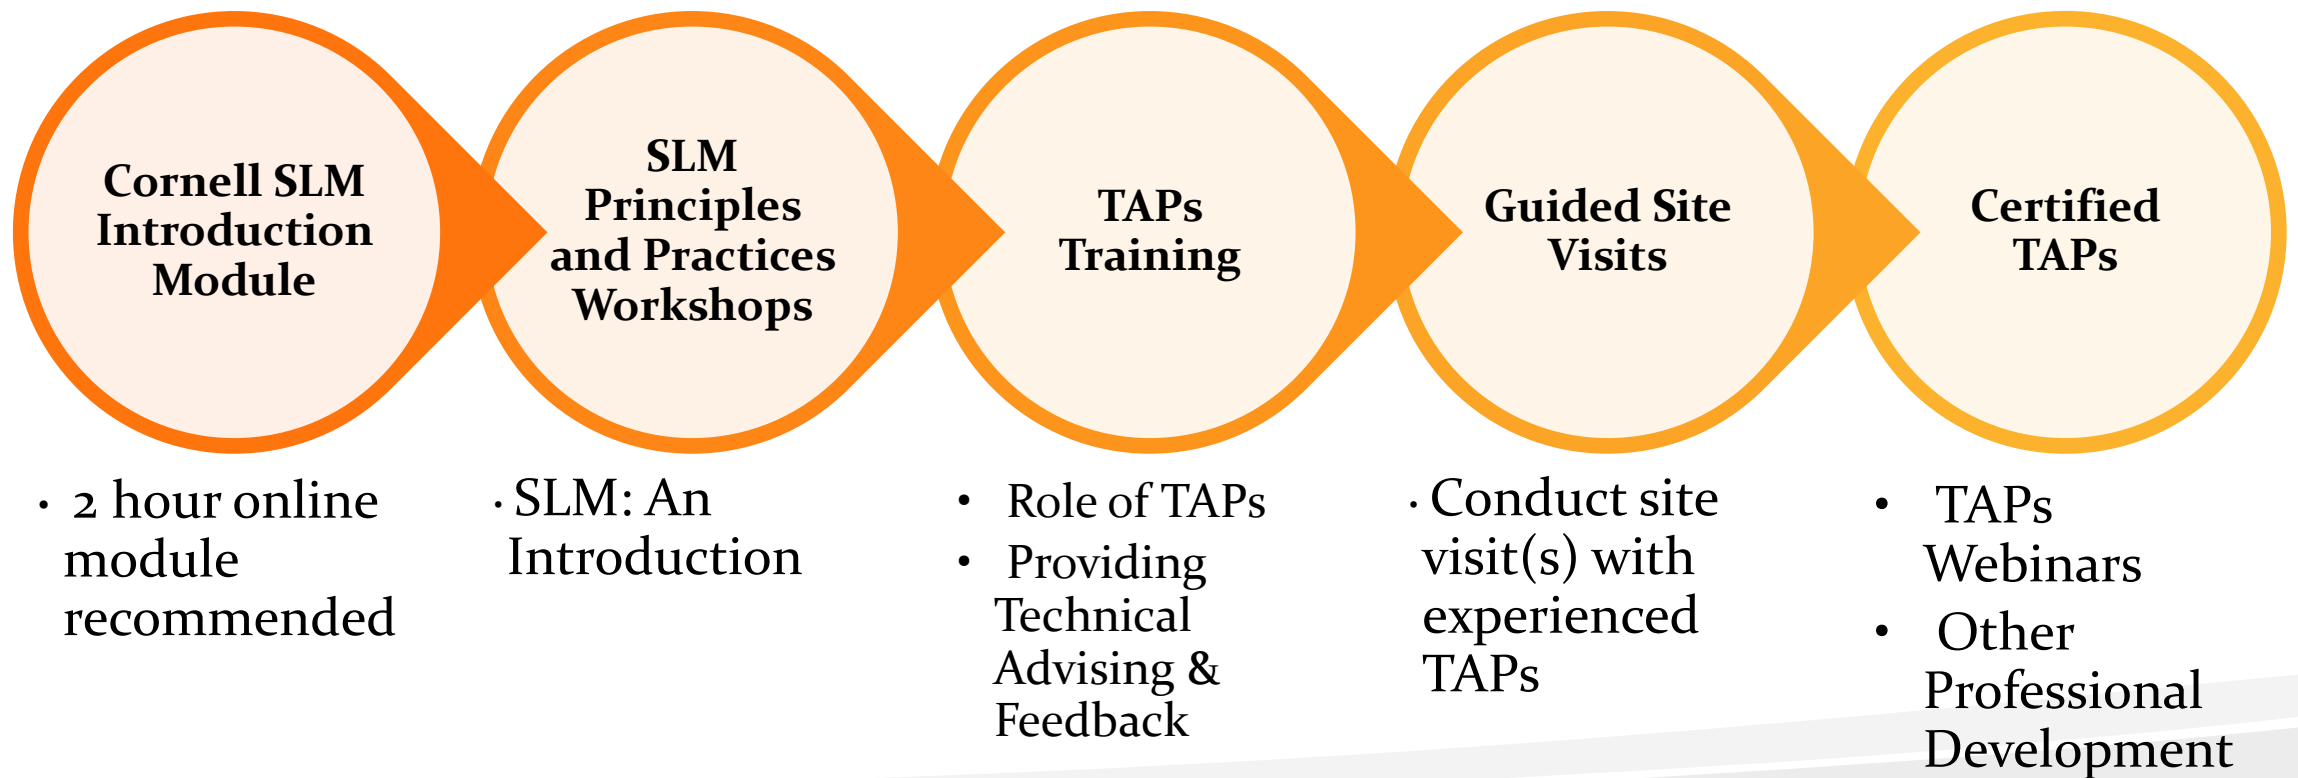 Cornell SLM
Introduction
Module
SLM
Principles
and Practices
Workshops
TAPs
Training
Guided Site
Visits
Certified
TAPs
· 2 hour online
module
recommended
· SLM: An
Introduction
• Role of TAPs
• Providing
Technical
Advising &
Feedback
· Conduct site
visit(s) with
experienced
TAPs
• TAPs
Webinars
• Other
Professional
Development